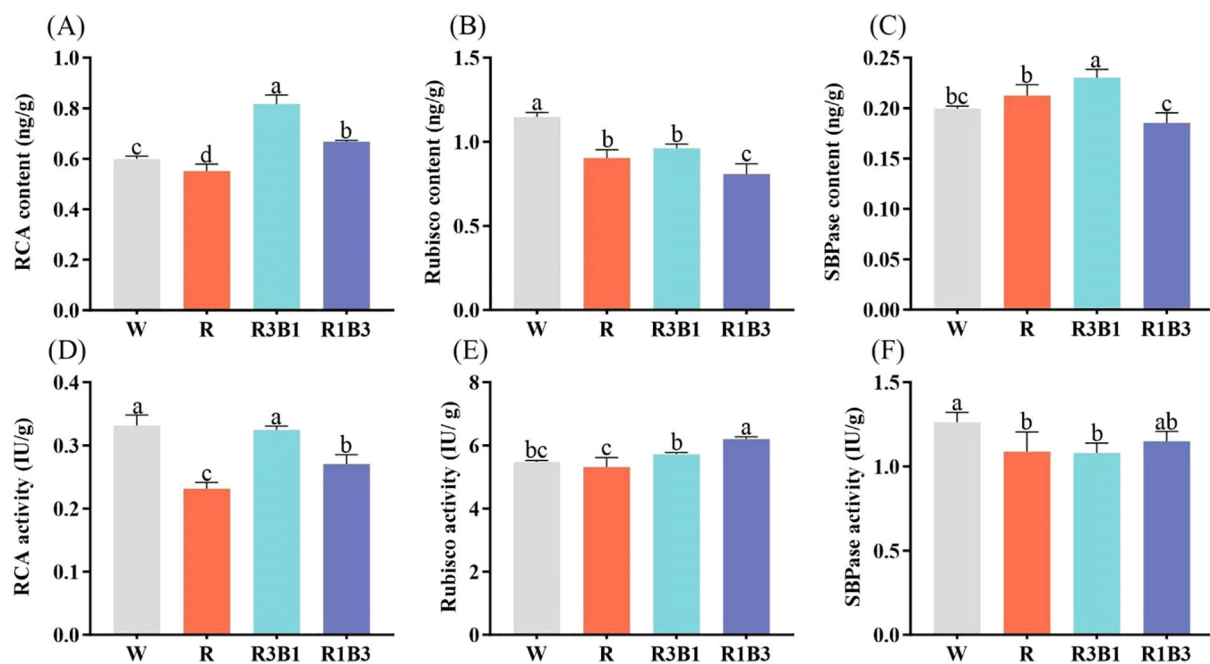 (A)
RCA content (ng/g)
1.0
0.8
0.6
0.4
0.2
0.0
c
d
a
b
W R R3B1 R1B3
(B)
Rubisco content (ng/g)
1.5
1.0
0.5
0.0
a
b
b
c
W R R3B1 R1B3
(C)
SBPase content (ng/g)
0.25
0.20
0.15
0.10
0.05
0.00
bc
b
a
c
W R R3B1 R1B3
(D)
RCA activity (IU/g)
0.4
0.3
0.2
0.1
0.0
a
c
a
b
W R R3B1 R1B3
(E)
Rubisco activity (IU/ g)
8
6
4
2
0
bc
c
b
a
W R R3B1 R1B3
(F)
SBPase activity (IU/g)
1.5
1.0
0.5
0.0
a
b
b
ab
W R R3B1 R1B3